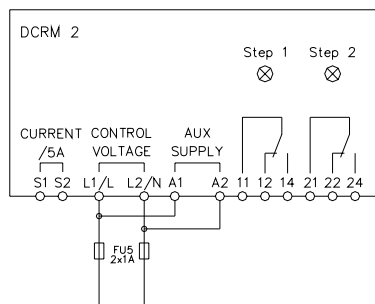 DCRM 2
Step 1 Step 2
CURRENT /5A
CONTROL VOLTAGE
AUX SUPPLY
S1 S2 L1/L L2/N A1 A2 11 12 14 21 22 24
FU5
2x1A